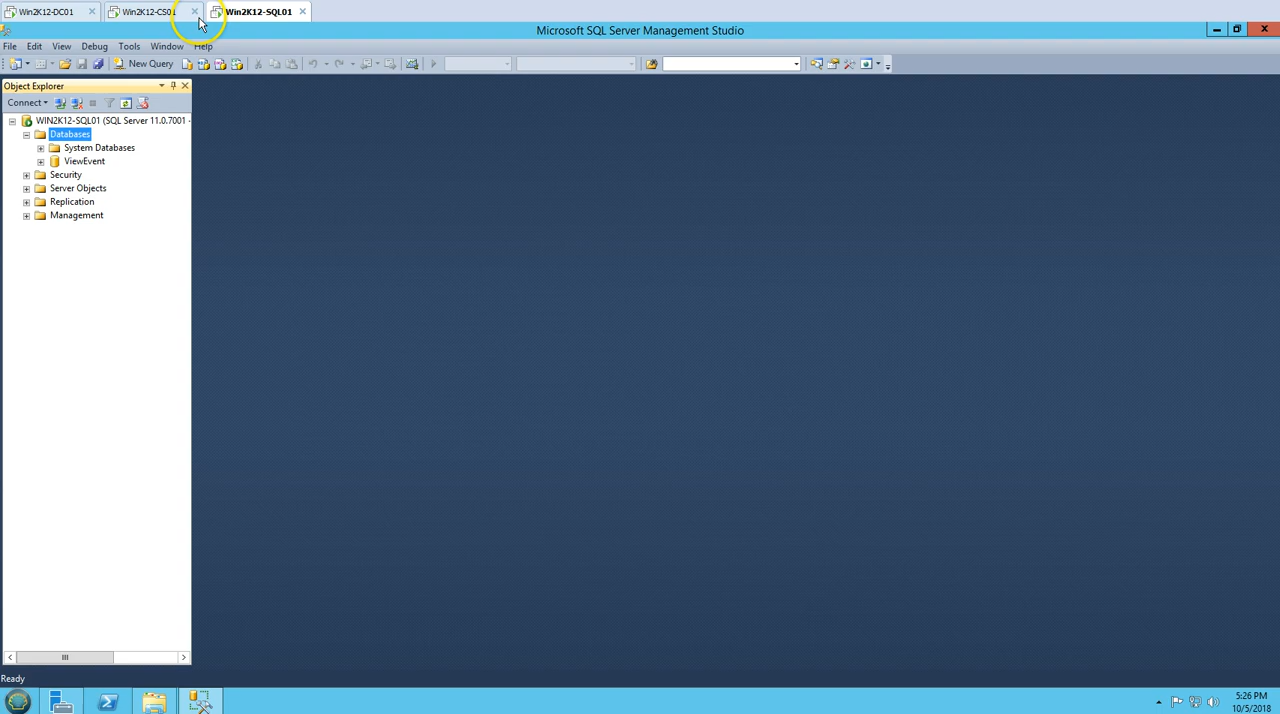 Win2K12-DC01 Win2K12-CS01 Win2K12-SQL01
Microsoft SQL Server Management Studio
File Edit View Debug Tools Window Help
New Query
Object Explorer
Connect
WIN2K12-SQL01 (SQL Server 11.0.7001 -
Databases
System Databases
ViewEvent
Security
Server Objects
Replication
Management
Ready
5:26 PM
10/5/2018